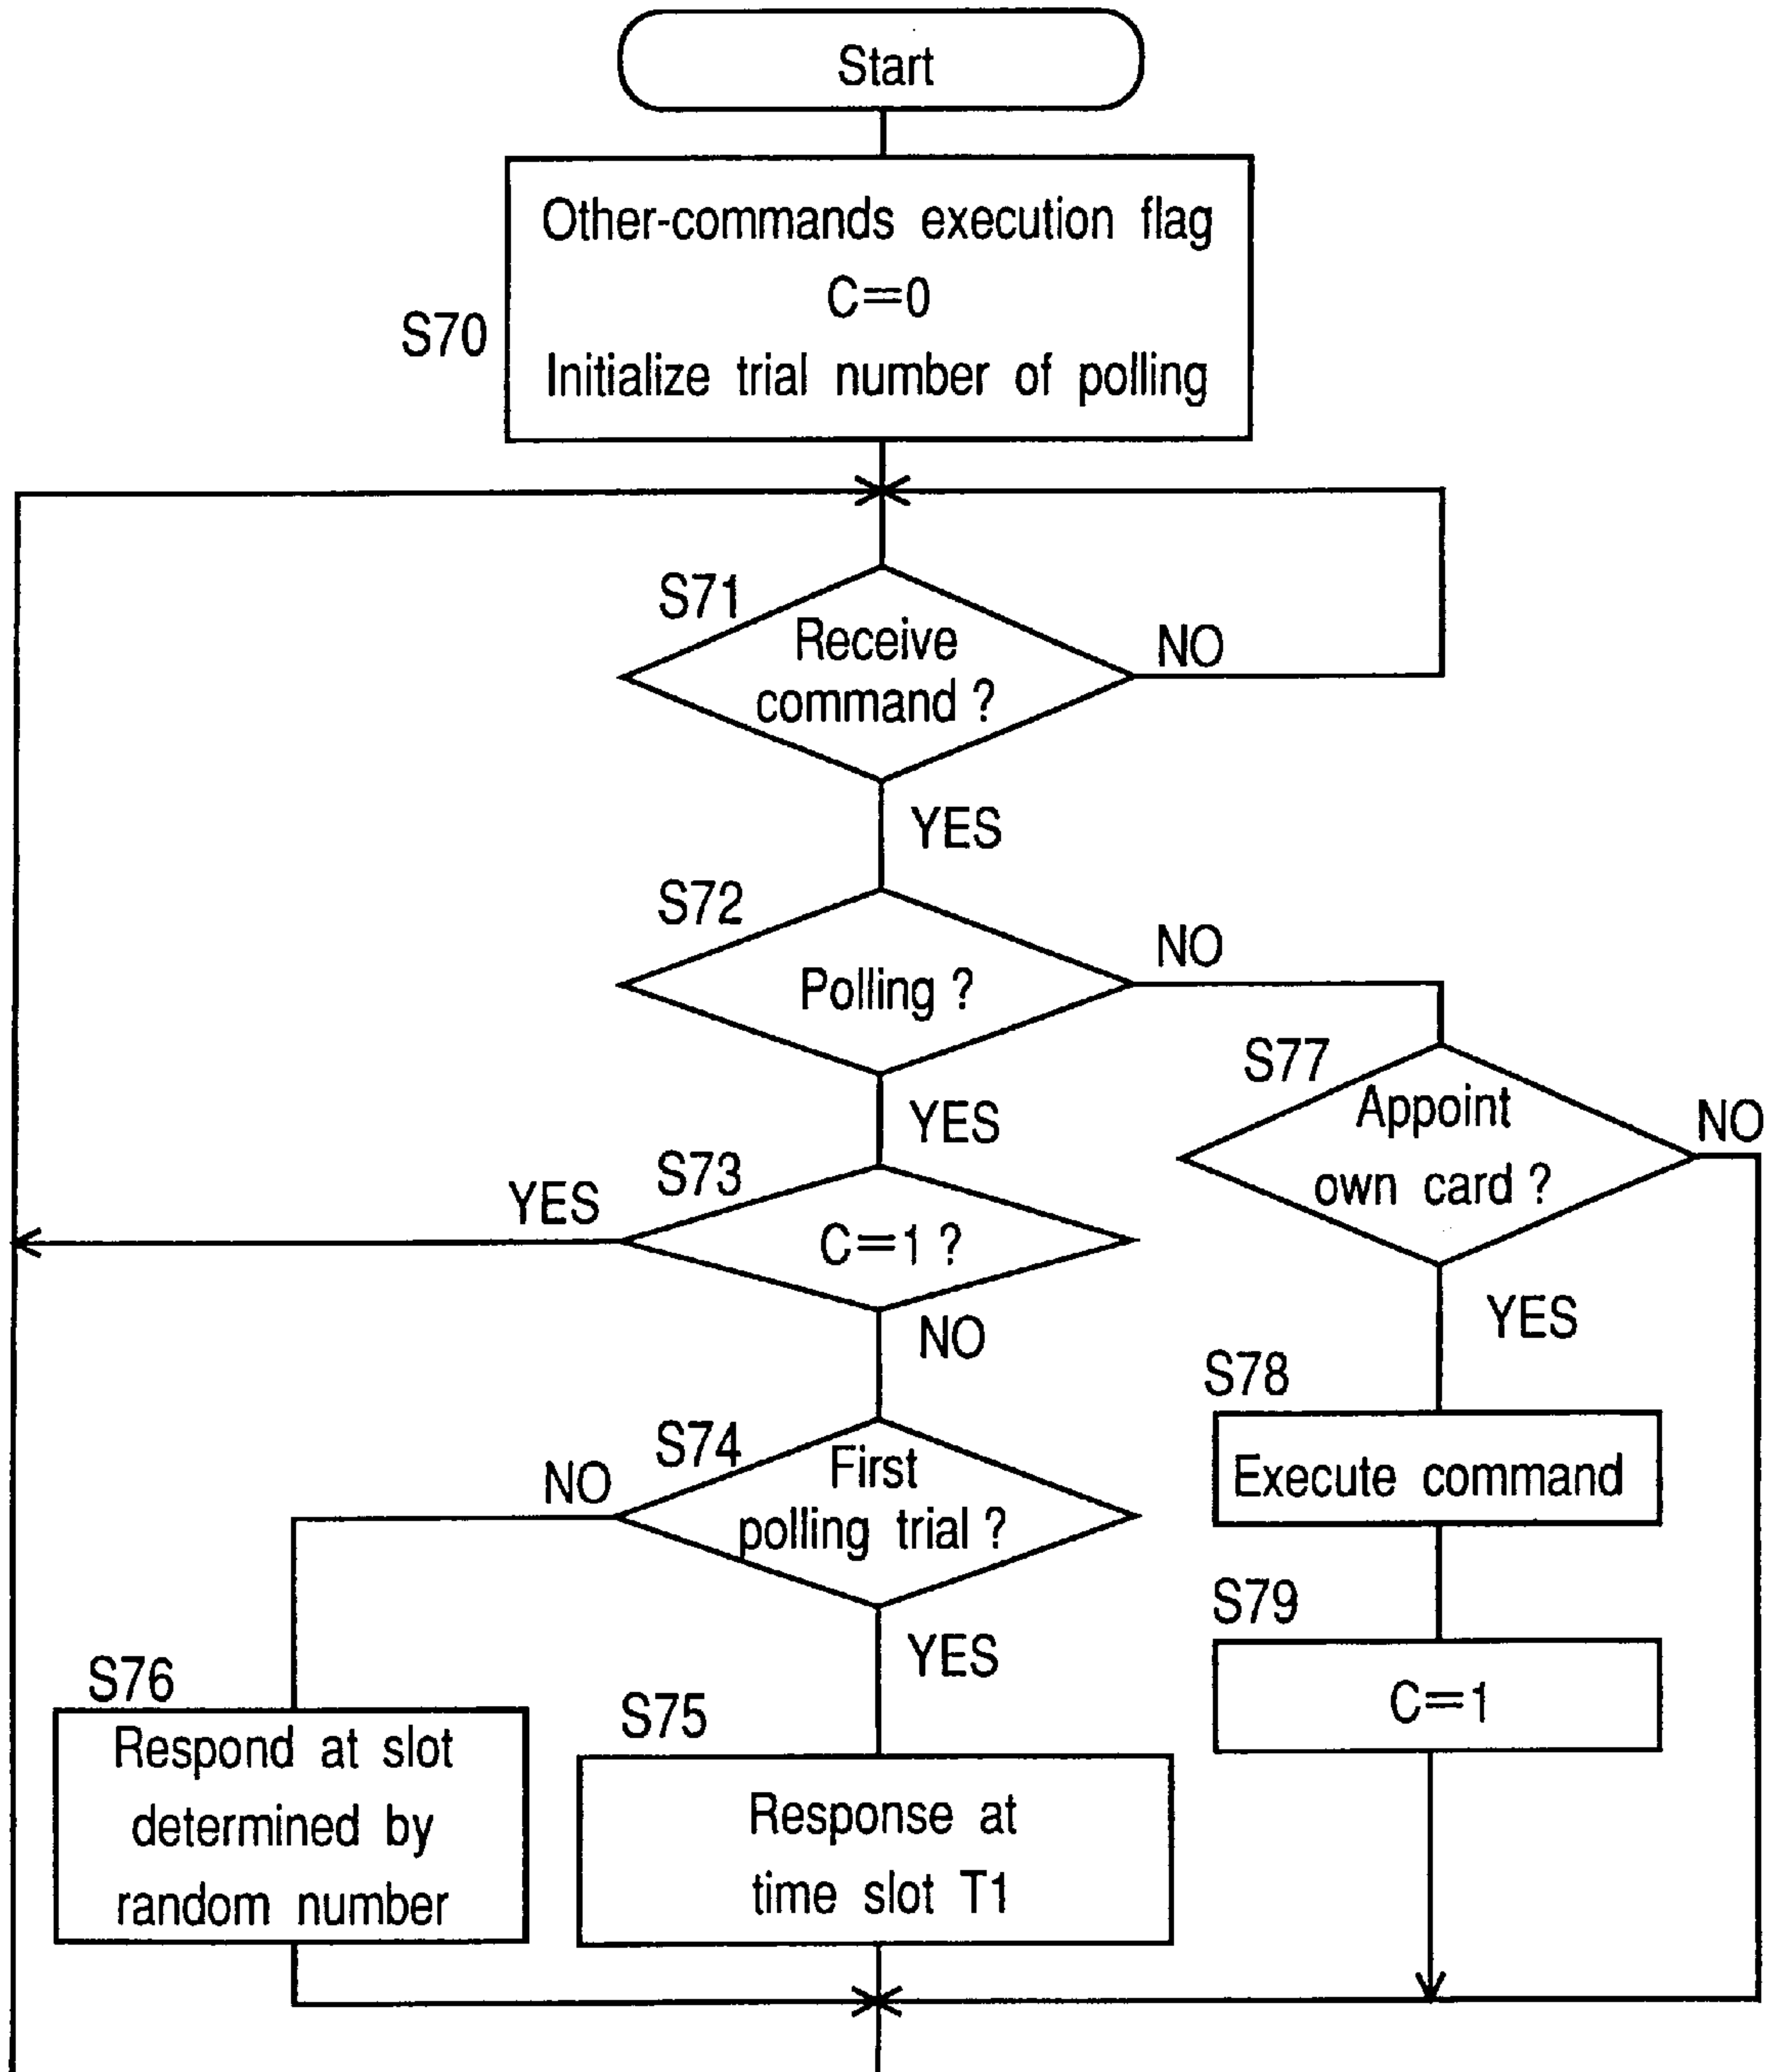 Start
Other-commands execution flag
C=0
Initialize trial number of polling
S70
S71
Receive
command ?
NO
YES
S72
Polling ?
NO
YES
S77
Appoint
own card ?
NO
YES
S73
C=1 ?
YES
NO
S78
Execute command
S74
First
polling trial ?
NO
YES
S79
C=1
S76
Respond at slot
determined by
random number
S75
Response at
time slot T1